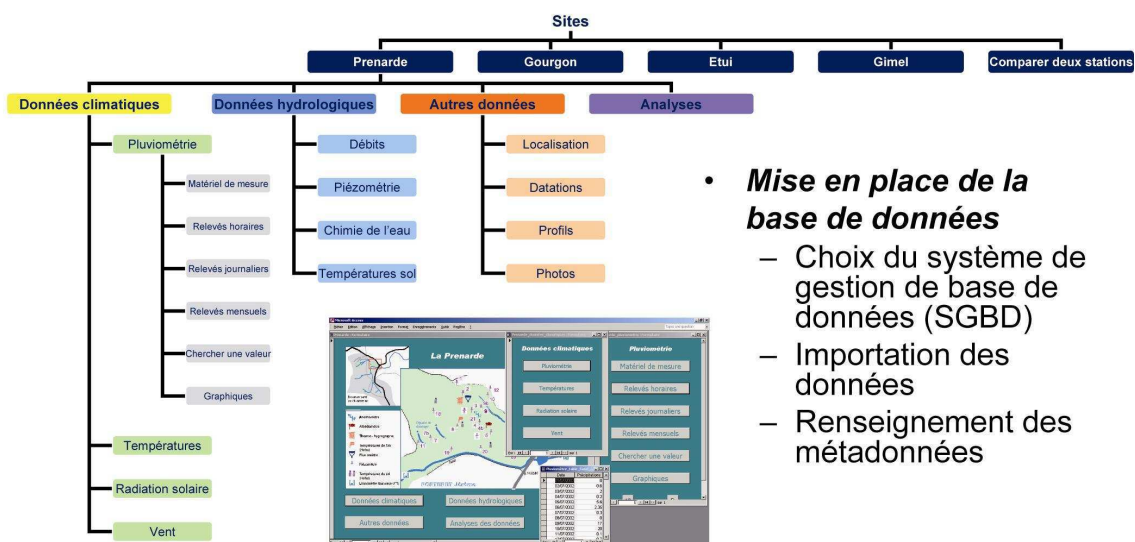 Sites
Prenarde
Gourgon
Etui
Gimel
Comparer deux stations
Données climatiques
Données hydrologiques
Autres données
Analyses
Pluviométrie
Matériel de mesure
Relevés horaires
Relevés journaliers
Relevés mensuels
Chercher une valeur
Graphiques
Températures
Radiation solaire
Vent
Débits
Piézométrie
Chimie de l'eau
Températures sol
Localisation
Datations
Profils
Photos
• Mise en place de la
base de données
– Choix du système de
gestion de base de
données (SGBD)
– Importation des
données
– Renseignement des
métadonnées
La Prenarde
Données climatiques
Pluviométrie
Températures
Radiation solaire
Vent
Pluviométrie
Matériel de mesure
Relevés horaires
Relevés journaliers
Relevés mensuels
Chercher une valeur
Graphiques
Données climatiques
Données hydrologiques
Autres données
Analyses des données